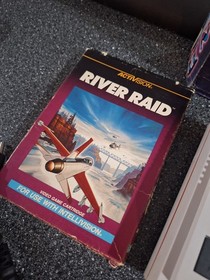 ACTIVISION
RIVER RAID
VIDEO GAME CARTRIDGE
FOR USE WITH INTELLIVISION